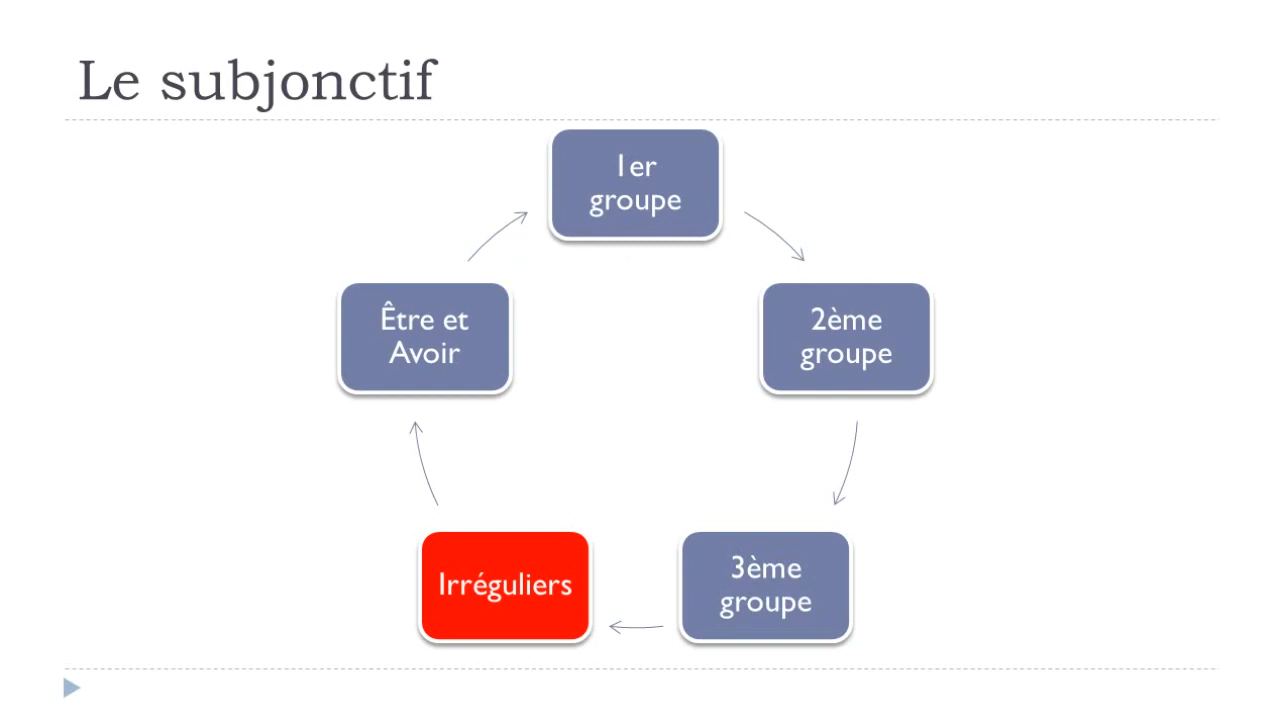 Le subjonctif
1er
groupe
2ème
groupe
3ème
groupe
Irréguliers
Être et
Avoir